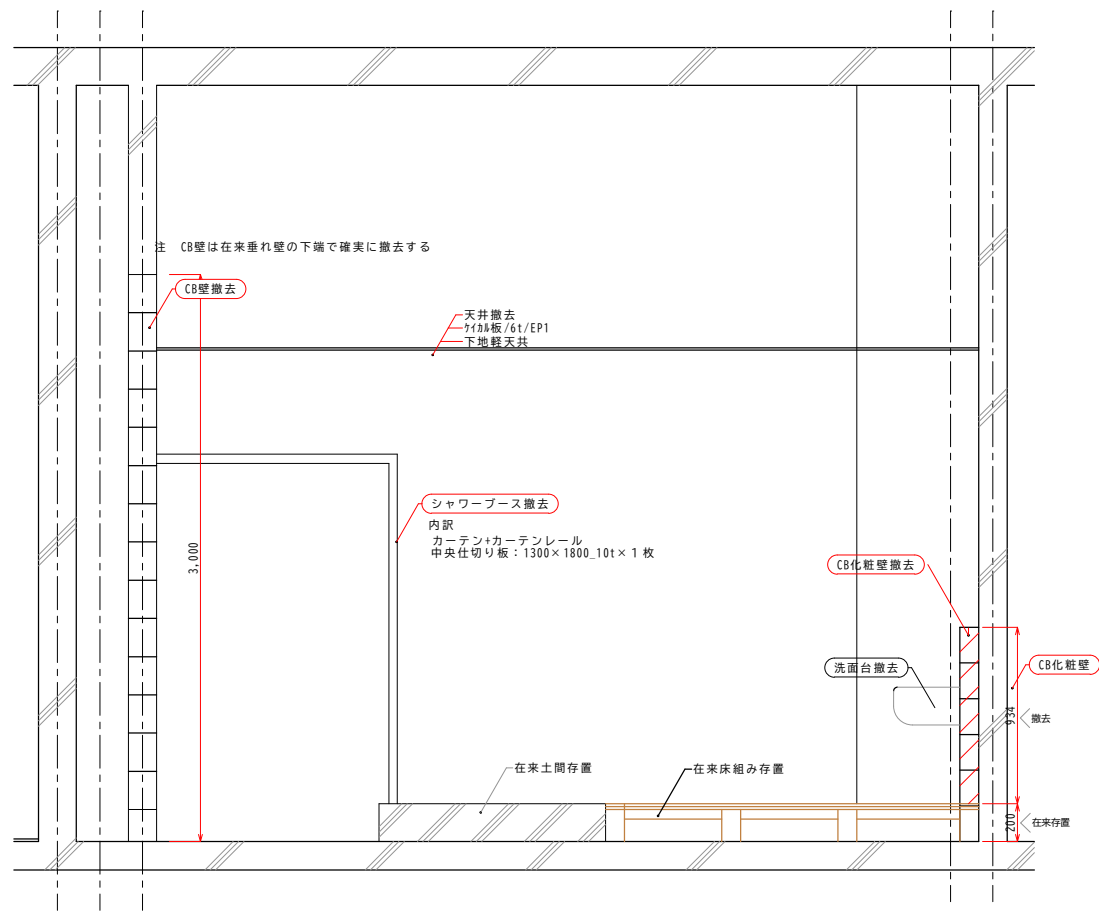 注 CB壁は在来垂れ壁の下端で確実に撤去する
CB壁撤去
天井撤去
ｹｲｶﾙ板/6t/EP1
下地軽天共
シャワーブース撤去
内訳
カーテン+カーテンレール
中央仕切り板：1300×1800_10t×１枚
3,000
CB化粧壁撤去
洗面台撤去
CB化粧壁
934
撤去
在来土間存置
在来床組み存置
200
在来存置